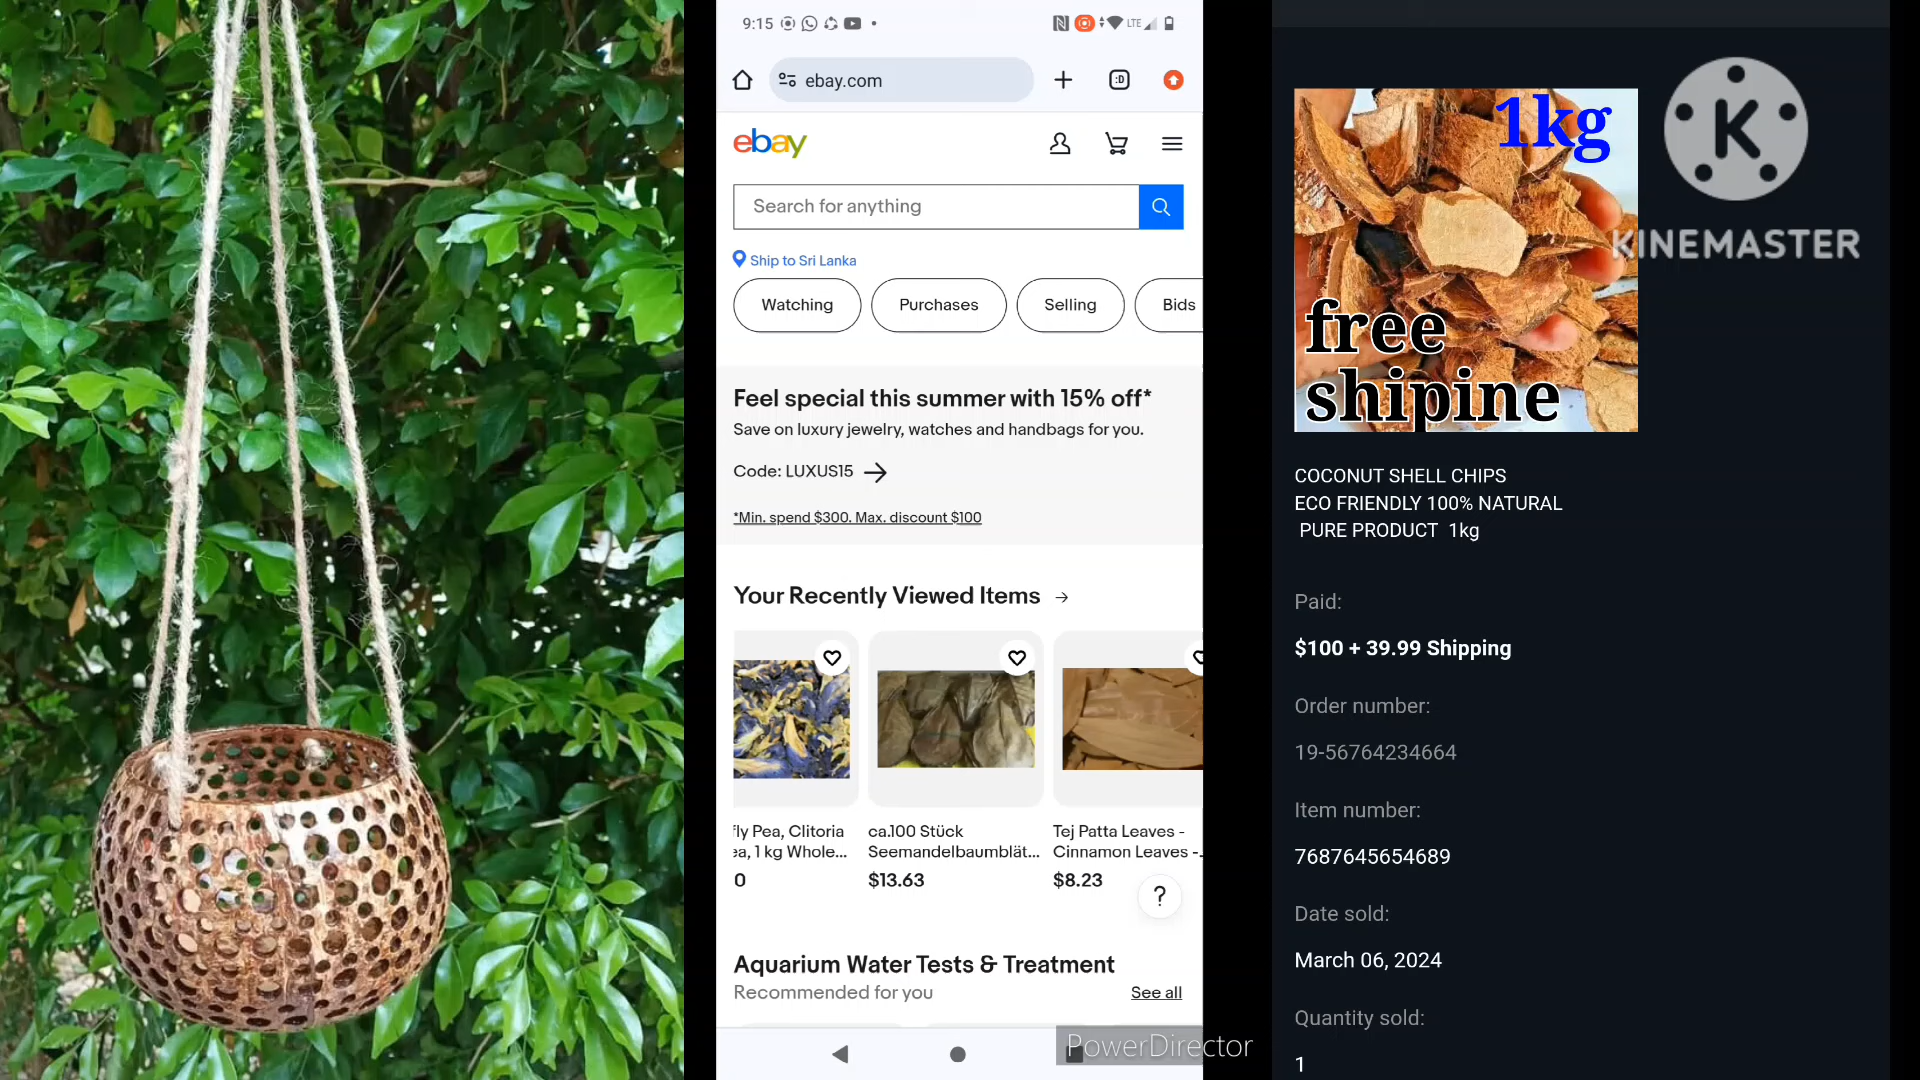 9:15
LTE
ebay.com
:D
ebay
Search for anything
Ship to Sri Lanka
Watching
Purchases
Selling
Bids
Feel special this summer with 15% off*
Save on luxury jewelry, watches and handbags for you.
Code: LUXUS15
*Min. spend $300. Max. discount $100
Your Recently Viewed Items
fly Pea, Clitoria
ea, 1 kg Whole...
0
ca.100 Stück
Seemandelbaumblät...
$13.63
Tej Patta Leaves -
Cinnamon Leaves -.
$8.23
?
Aquarium Water Tests & Treatment
Recommended for you
See all
PowerDirector
1kg
free
shipine
K
KINEMASTER
COCONUT SHELL CHIPS
ECO FRIENDLY 100% NATURAL
PURE PRODUCT 1kg
Paid:
$100 + 39.99 Shipping
Order number:
19-56764234664
Item number:
7687645654689
Date sold:
March 06, 2024
Quantity sold:
1